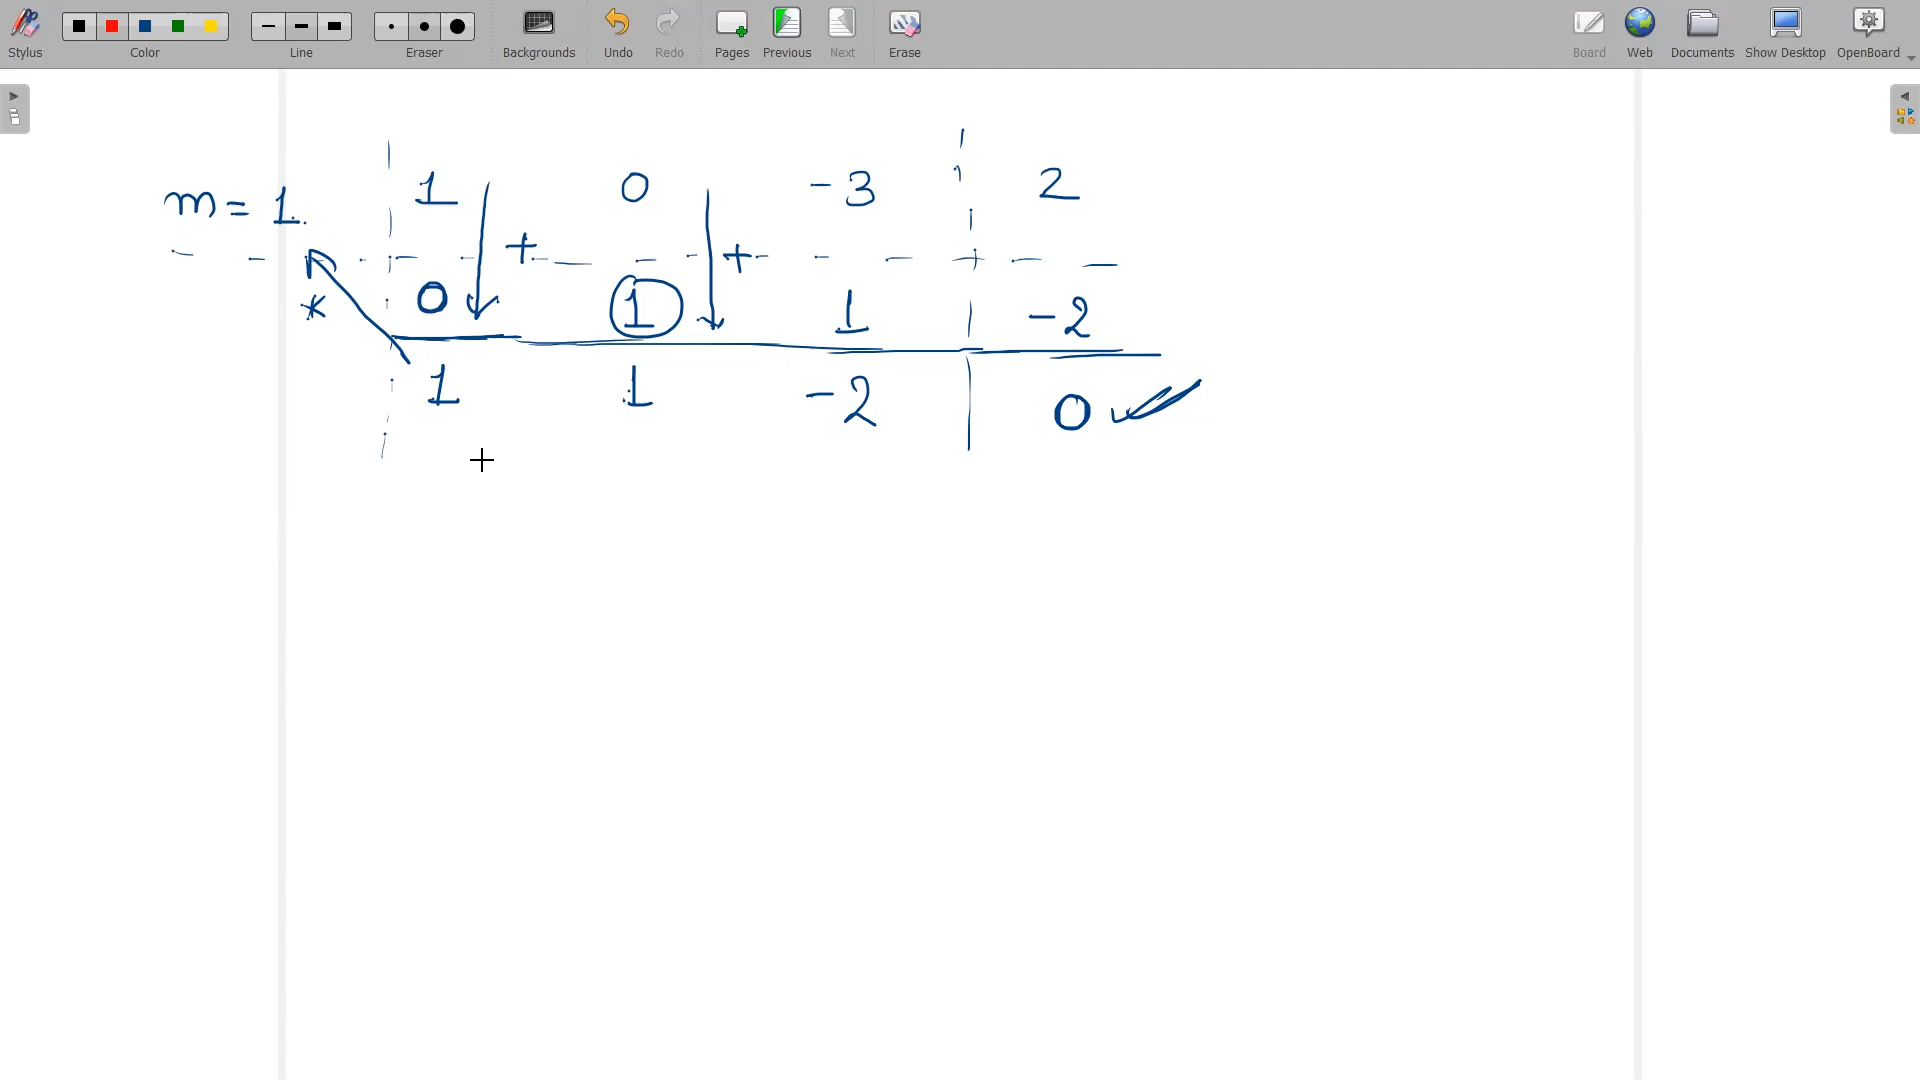 Stylus Color Line Eraser Backgrounds Undo Redo Pages Previous Next Erase Board Web Documents Show Desktop OpenBoard
m = 1. 1 0 -3 2
+ +
* 0 1 1 -2
1 1 -2 0